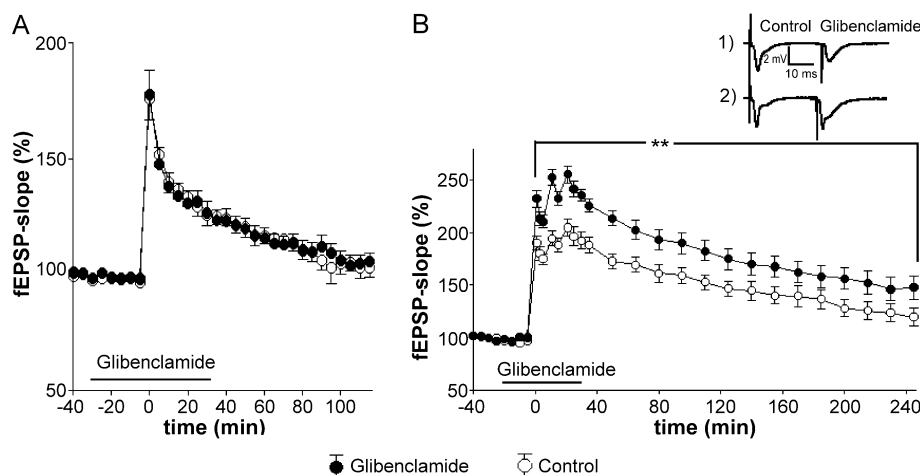 A
200
150
100
50
fEPSP-slope (%)
Glibenclamide
-40 -20 0 20 40 60 80 100
time (min)
B
Control Glibenclamide
1)
2 mV
10 ms
2)
**
250
200
150
100
50
fEPSP-slope (%)
Glibenclamide
-40 0 40 80 120 160 200 240
time (min)
Glibenclamide Control